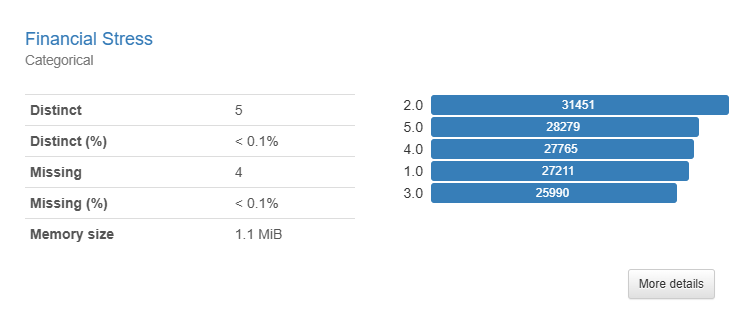 Financial Stress
Categorical
Distinct 5
Distinct (%) < 0.1%
Missing 4
Missing (%) < 0.1%
Memory size 1.1 MiB
2.0 31451
5.0 28279
4.0 27765
1.0 27211
3.0 25990
More details